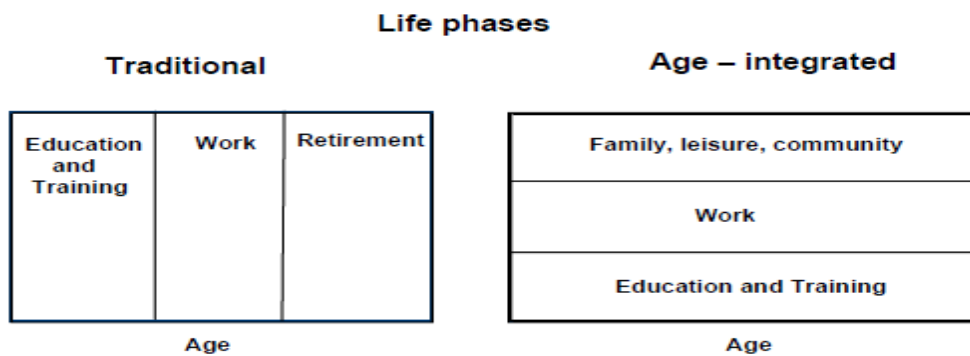 Life phases
Traditional
Education
and
Training
Work
Retirement
Age
Age – integrated
Family, leisure, community
Work
Education and Training
Age